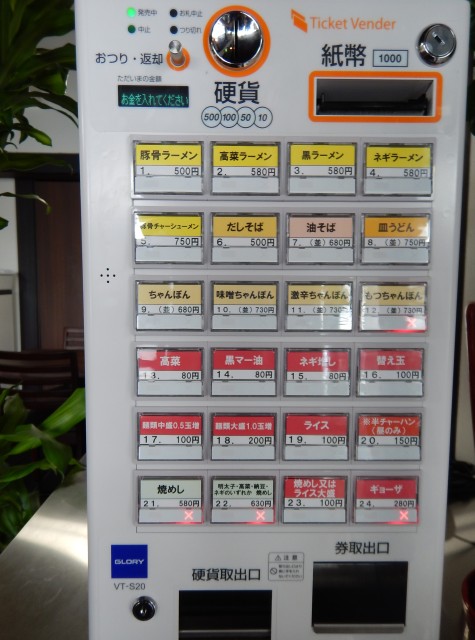 発売中
お札中止
中止
つり切れ
Ticket Vender
おつり・返却
紙幣 1000
ただいまの金額
お金を入れてください
硬貨
500 100 50 10
豚骨ラーメン
高菜ラーメン
黒ラーメン
ネギラーメン
1. 500円
2. 580円
3. 580円
4. 580円
豚骨チャーシューメン
だしそば
油そば
皿うどん
5. 750円
6. 500円
7. (並) 680円
8. (並) 750円
ちゃんぽん
味噌ちゃんぽん
激辛ちゃんぽん
もつちゃんぽん
9. (並) 680円
10. (並) 730円
11. (並) 730円
12. (並) 730円
高菜
黒マー油
ネギ増し
替え玉
13. 80円
14. 80円
15. 80円
16. 100円
麺類中盛0.5玉増
麺類大盛1.0玉増
ライス
半チャーハン
(昼のみ)
17. 100円
18. 200円
19. 100円
20. 150円
焼めし
明太子・高菜・納豆・
ネギのいずれか 焼めし
焼めし又は
ライス大盛
ギョーザ
21. 580円
22. 630円
23. 100円
24. 280円
GLORY
VT-S20
硬貨取出口
注意
券取出口